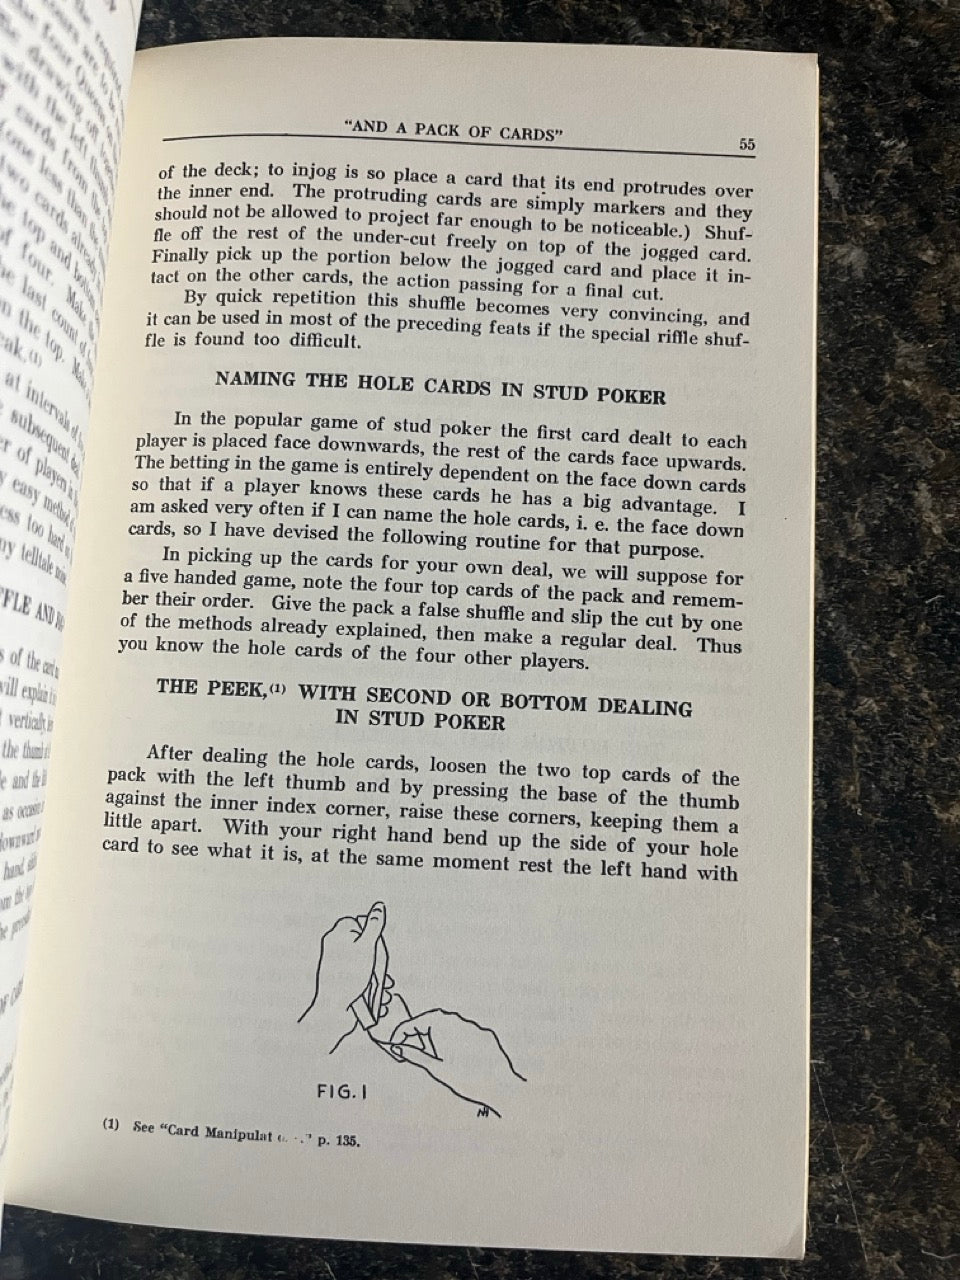 "AND A PACK OF CARDS"
55
of the deck; to injog is so place a card that its end protrudes over
the inner end. The protruding cards are simply markers and they
should not be allowed to project far enough to be noticeable.) Shuf-
fle off the rest of the under-cut freely on top of the jogged card.
Finally pick up the portion below the jogged card and place it in-
tact on the other cards, the action passing for a final cut.
By quick repetition this shuffle becomes very convincing, and
it can be used in most of the preceding feats if the special riffle shuf-
fle is found too difficult.
NAMING THE HOLE CARDS IN STUD POKER
In the popular game of stud poker the first card dealt to each
player is placed face downwards, the rest of the cards face upwards.
The betting in the game is entirely dependent on the face down cards
so that if a player knows these cards he has a big advantage. I
am asked very often if I can name the hole cards, i. e. the face down
cards, so I have devised the following routine for that purpose.
In picking up the cards for your own deal, we will suppose for
a five handed game, note the four top cards of the pack and remem-
ber their order. Give the pack a false shuffle and slip the cut by one
of the methods already explained, then make a regular deal. Thus
you know the hole cards of the four other players.
THE PEEK,(1) WITH SECOND OR BOTTOM DEALING
IN STUD POKER
After dealing the hole cards, loosen the two top cards of the
pack with the left thumb and by pressing the base of the thumb
against the inner index corner, raise these corners, keeping them a
little apart. With your right hand bend up the side of your hole
card to see what it is, at the same moment rest the left hand with
FIG. 1
(1) See "Card Manipulat p. 135.